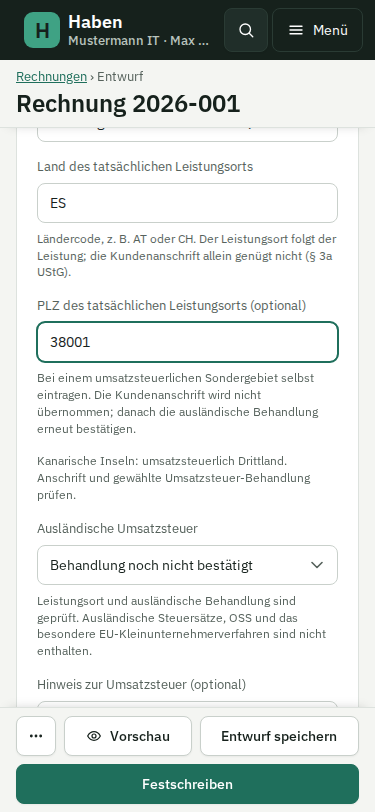 Haben
Mustermann IT · Max ...
Menü
Rechnungen › Entwurf
Rechnung 2026-001
Land des tatsächlichen Leistungsorts
ES
Ländercode, z. B. AT oder CH. Der Leistungsort folgt der
Leistung; die Kundenanschrift allein genügt nicht (§ 3a
UStG).
PLZ des tatsächlichen Leistungsorts (optional)
38001
Bei einem umsatzsteuerlichen Sondergebiet selbst
eintragen. Die Kundenanschrift wird nicht
übernommen; danach die ausländische Behandlung
erneut bestätigen.
Kanarische Inseln: umsatzsteuerlich Drittland.
Anschrift und gewählte Umsatzsteuer-Behandlung
prüfen.
Ausländische Umsatzsteuer
Behandlung noch nicht bestätigt
Leistungsort und ausländische Behandlung sind
geprüft. Ausländische Steuersätze, OSS und das
besondere EU-Kleinunternehmerverfahren sind nicht
enthalten.
Hinweis zur Umsatzsteuer (optional)
Vorschau
Entwurf speichern
Festschreiben
H